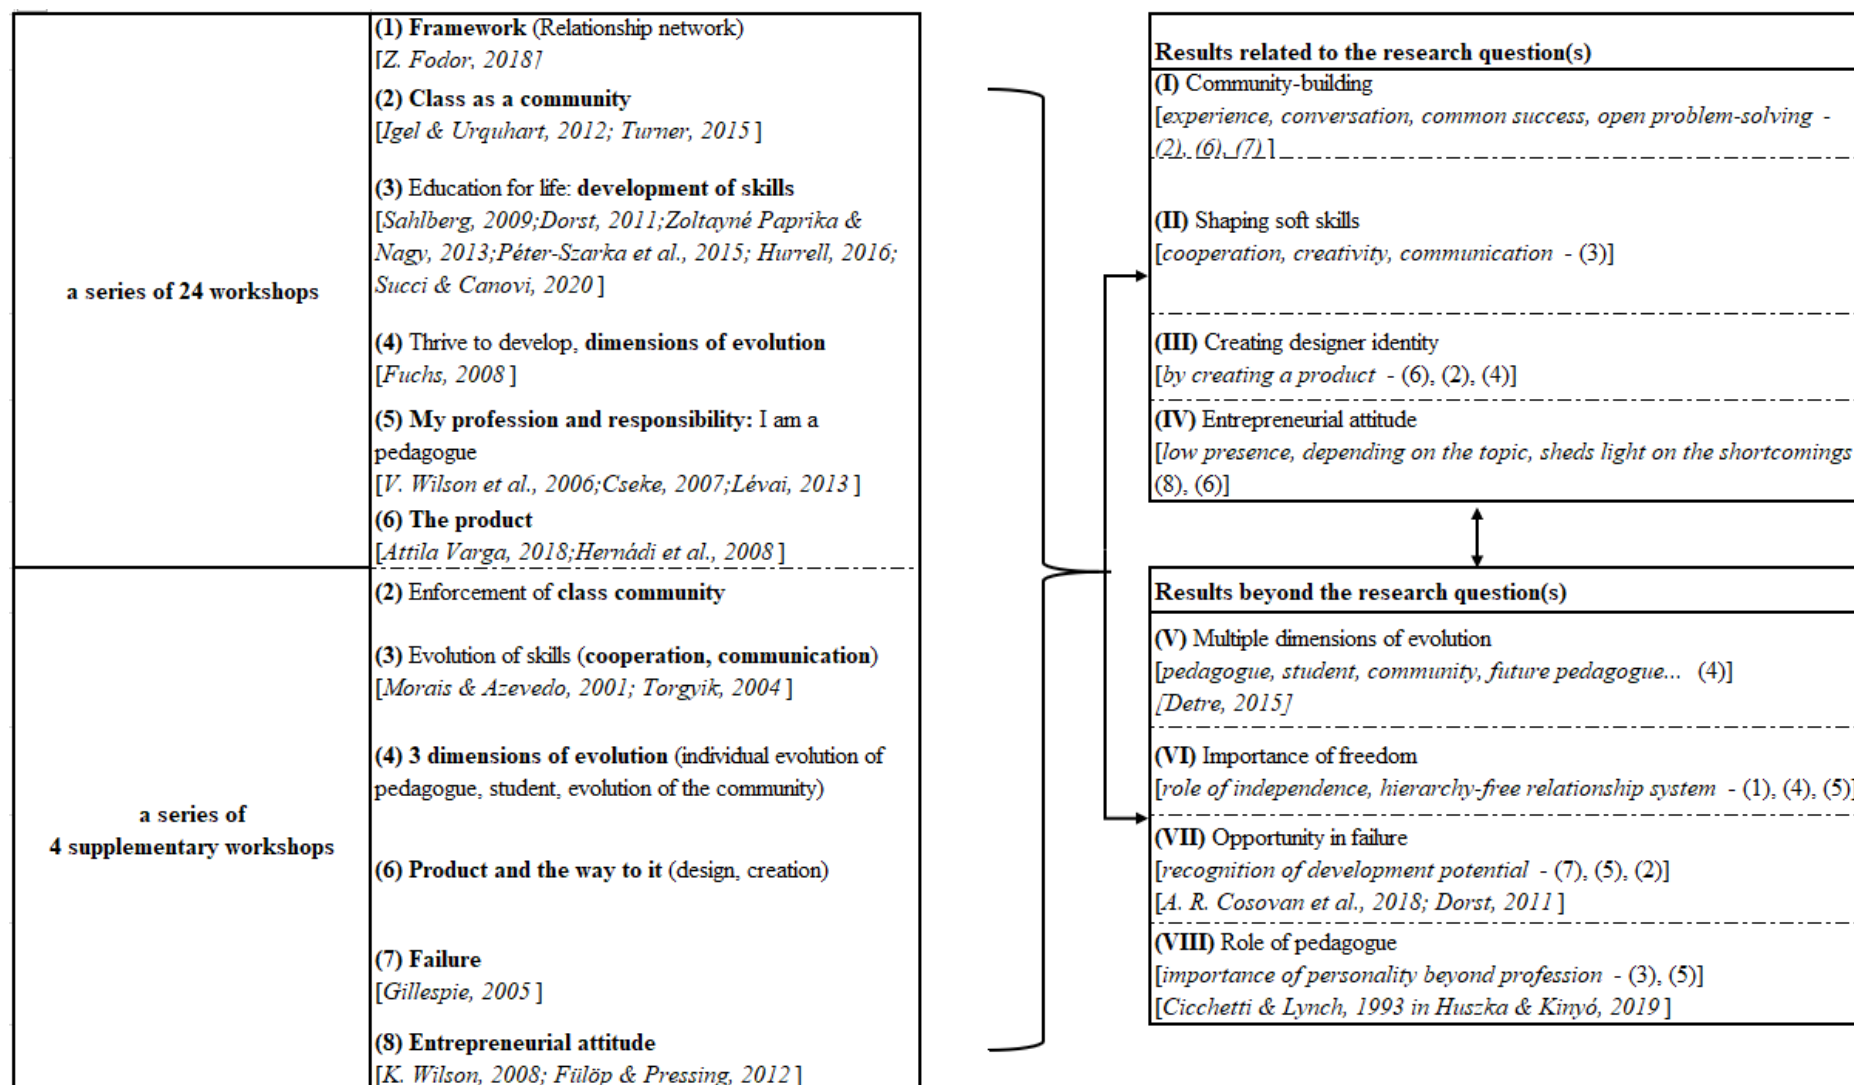 a series of 24 workshops
(1) Framework (Relationship network)
[Z. Fodor, 2018]
(2) Class as a community
[Igel & Urquhart, 2012; Turner, 2015 ]
(3) Education for life: development of skills
[Sahlberg, 2009;Dorst, 2011;Zoltayné Paprika &
Nagy, 2013;Péter-Szarka et al., 2015; Hurrell, 2016;
Succi & Canovi, 2020 ]
(4) Thrive to develop, dimensions of evolution
[Fuchs, 2008 ]
(5) My profession and responsibility: I am a
pedagogue
[V. Wilson et al., 2006;Cseke, 2007;Lévai, 2013 ]
(6) The product
[Attila Varga, 2018;Hernádi et al., 2008 ]
a series of
4 supplementary workshops
(2) Enforcement of class community
(3) Evolution of skills (cooperation, communication)
[Morais & Azevedo, 2001; Torgyik, 2004 ]
(4) 3 dimensions of evolution (individual evolution of
pedagogue, student, evolution of the community)
(6) Product and the way to it (design, creation)
(7) Failure
[Gillespie, 2005 ]
(8) Entrepreneurial attitude
[K. Wilson, 2008; Fülöp & Pressing, 2012 ]
Results related to the research question(s)
(I) Community-building
[experience, conversation, common success, open problem-solving -
(2), (6), (7) ]
(II) Shaping soft skills
[cooperation, creativity, communication - (3)]
(III) Creating designer identity
[by creating a product - (6), (2), (4)]
(IV) Entrepreneurial attitude
[low presence, depending on the topic, sheds light on the shortcomings
(8), (6)]
Results beyond the research question(s)
(V) Multiple dimensions of evolution
[pedagogue, student, community, future pedagogue... (4)]
[Detre, 2015]
(VI) Importance of freedom
[role of independence, hierarchy-free relationship system - (1), (4), (5)]
(VII) Opportunity in failure
[recognition of development potential - (7), (5), (2)]
[A. R. Cosovan et al., 2018; Dorst, 2011 ]
(VIII) Role of pedagogue
[importance of personality beyond profession - (3), (5)]
[Cicchetti & Lynch, 1993 in Huszka & Kinyó, 2019 ]